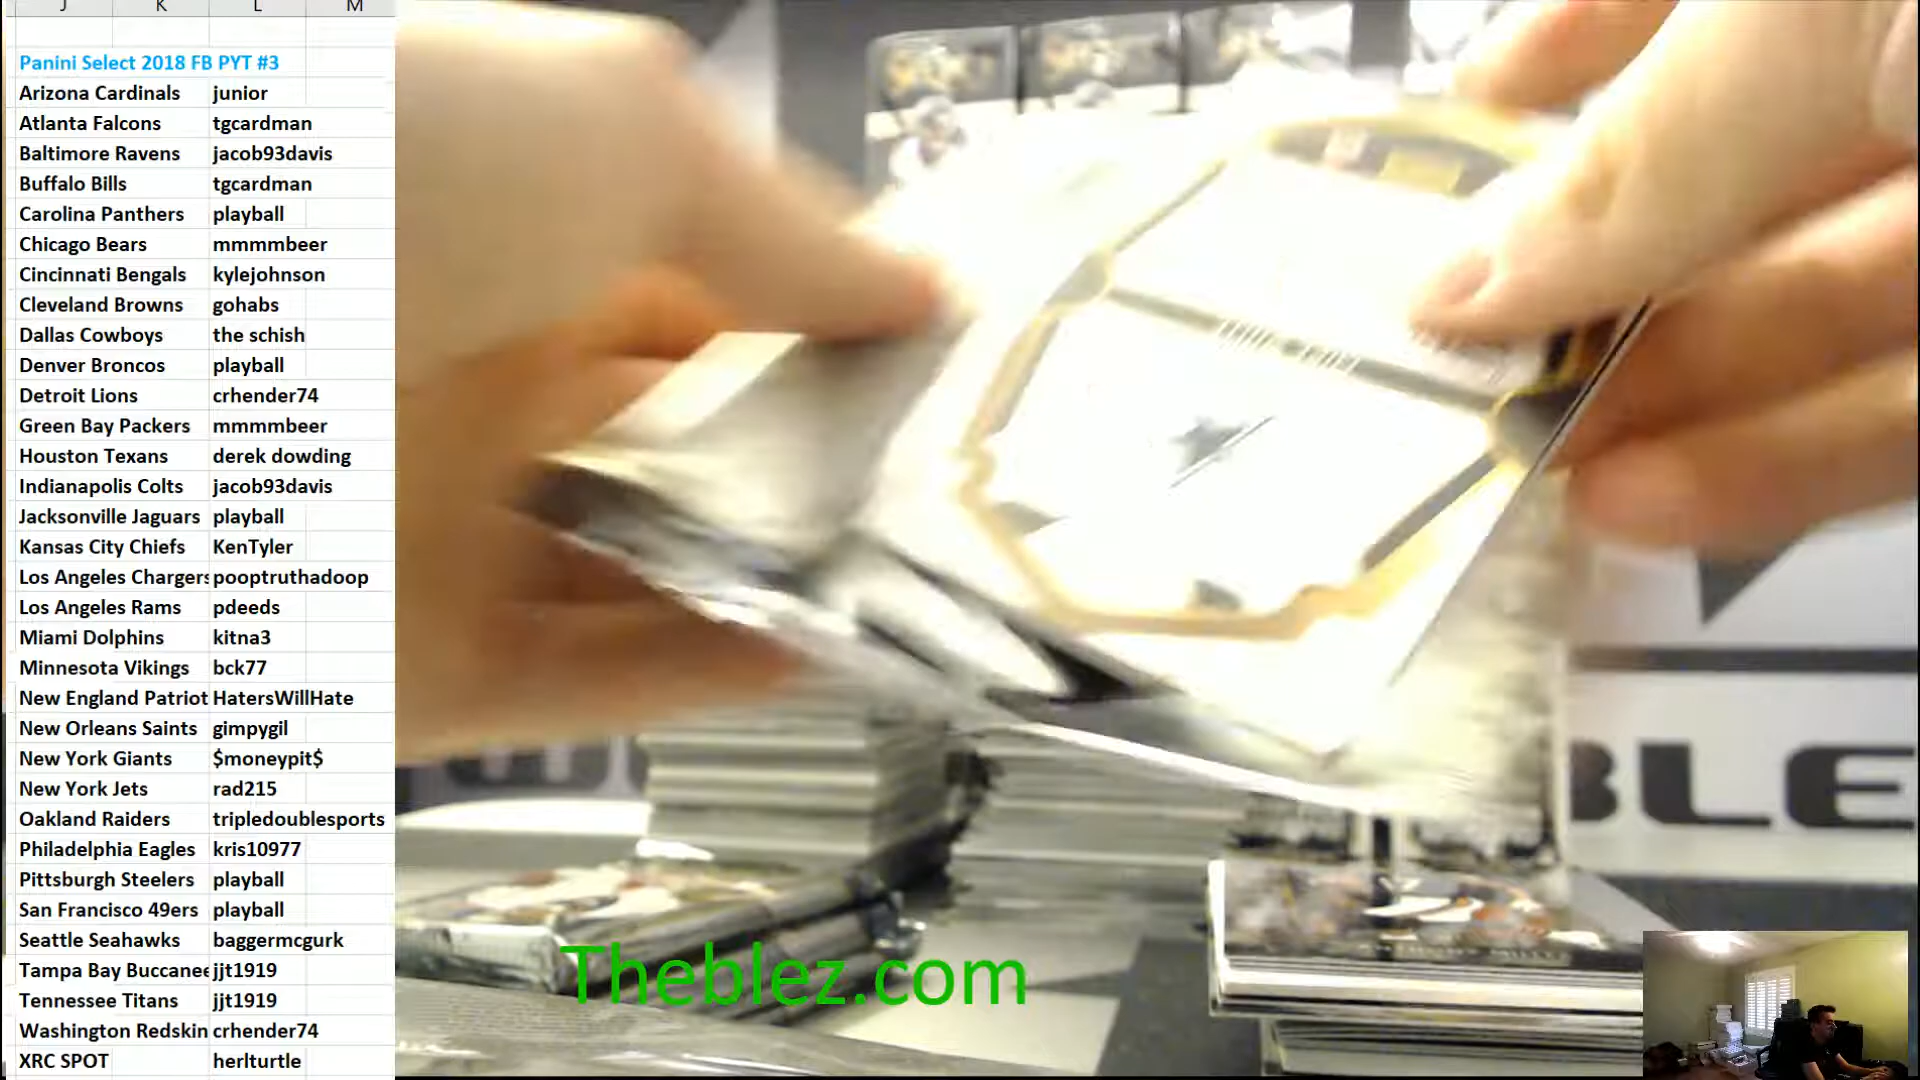 J K L M
Panini Select 2018 FB PYT #3
Arizona Cardinals junior
Atlanta Falcons tgcardman
Baltimore Ravens jacob93davis
Buffalo Bills tgcardman
Carolina Panthers playball
Chicago Bears mmmmbeer
Cincinnati Bengals kylejohnson
Cleveland Browns gohabs
Dallas Cowboys the schish
Denver Broncos playball
Detroit Lions crhender74
Green Bay Packers mmmmbeer
Houston Texans derek dowding
Indianapolis Colts jacob93davis
Jacksonville Jaguars playball
Kansas City Chiefs KenTyler
Los Angeles Chargers pooptruthadoop
Los Angeles Rams pdeeds
Miami Dolphins kitna3
Minnesota Vikings bck77
New England Patriot HatersWillHate
New Orleans Saints gimpygil
New York Giants $moneypit$
New York Jets rad215
Oakland Raiders tripledoublesports
Philadelphia Eagles kris10977
Pittsburgh Steelers playball
San Francisco 49ers playball
Seattle Seahawks baggermcgurk
Tampa Bay Buccanee jjt1919
Tennessee Titans jjt1919
Washington Redskin crhender74
XRC SPOT herlturtle
BLE
Theblez.com